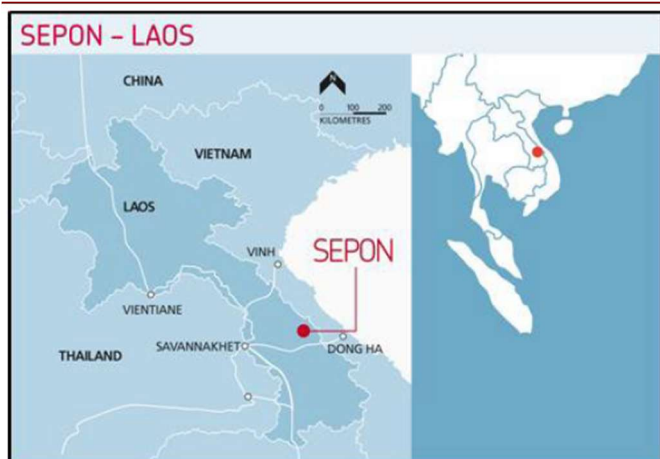 SEPON – LAOS
CHINA
N
0 100 200
KILOMETRES
VIETNAM
LAOS
VINH
SEPON
VIENTIANE
THAILAND
SAVANNAKHET
DONG HA